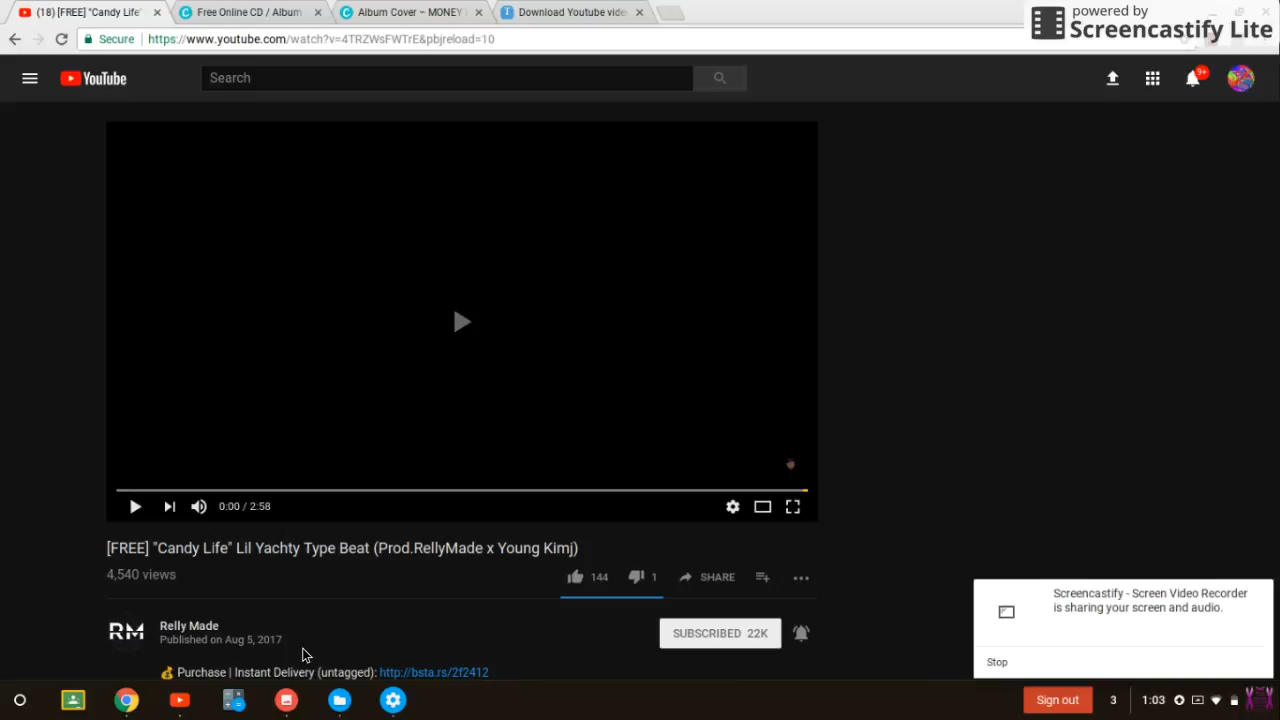 (18) [FREE] "Candy Life"
Free Online CD / Album
Album Cover – MONEY
Download Youtube vide
powered by
Screencastify Lite
Secure
https://www.youtube.com/watch?v=4TRZWsFWTrE&pbjreload=10
YouTube
Search
9+
0:00 / 2:58
[FREE] "Candy Life" Lil Yachty Type Beat (Prod.RellyMade x Young Kimj)
4,540 views
144
1
SHARE
RM
Relly Made
Published on Aug 5, 2017
SUBSCRIBED 22K
Purchase | Instant Delivery (untagged): http://bsta.rs/2f2412
Screencastify - Screen Video Recorder
is sharing your screen and audio.
Stop
Sign out
3
1:03